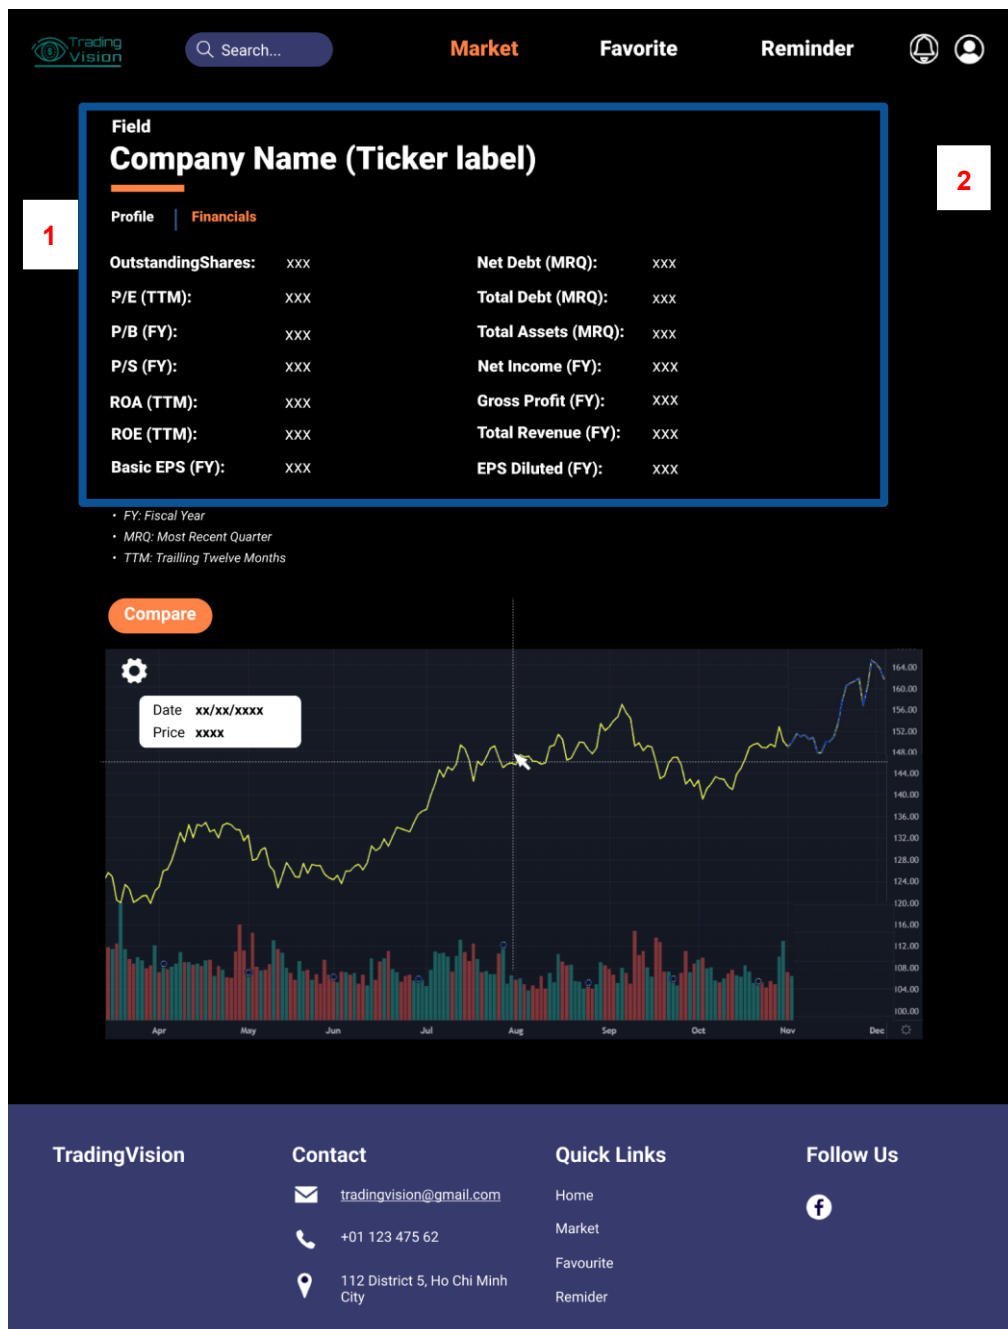 Trading
Vision
Search...
Market
Favorite
Reminder
Field
Company Name (Ticker label)
1
2
Profile
Financials
OutstandingShares: xxx
Net Debt (MRQ): xxx
P/E (TTM): xxx
Total Debt (MRQ): xxx
P/B (FY): xxx
Total Assets (MRQ): xxx
P/S (FY): xxx
Net Income (FY): xxx
ROA (TTM): xxx
Gross Profit (FY): xxx
ROE (TTM): xxx
Total Revenue (FY): xxx
Basic EPS (FY): xxx
EPS Diluted (FY): xxx
• FY: Fiscal Year
• MRQ: Most Recent Quarter
• TTM: Trailling Twelve Months
Compare
Date xx/xx/xxxx
Price xxxx
164.00
160.00
156.00
152.00
148.00
144.00
140.00
136.00
132.00
128.00
124.00
120.00
116.00
112.00
108.00
104.00
100.00
Apr May Jun Jul Aug Sep Oct Nov Dec
TradingVision
Contact
tradingvision@gmail.com
+01 123 475 62
112 District 5, Ho Chi Minh
City
Quick Links
Home
Market
Favourite
Remider
Follow Us